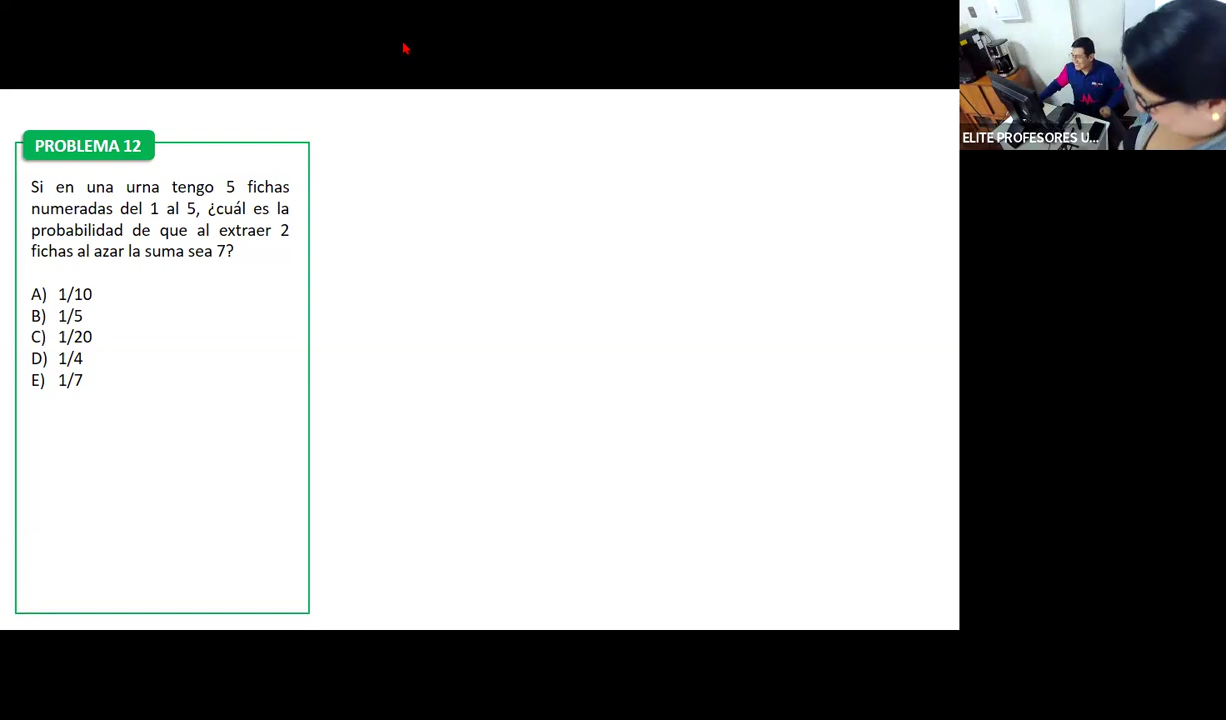 PROBLEMA 12
Si en una urna tengo 5 fichas
numeradas del 1 al 5, ¿cuál es la
probabilidad de que al extraer 2
fichas al azar la suma sea 7?
A) 1/10
B) 1/5
C) 1/20
D) 1/4
E) 1/7
ELITE PROFESORES U...